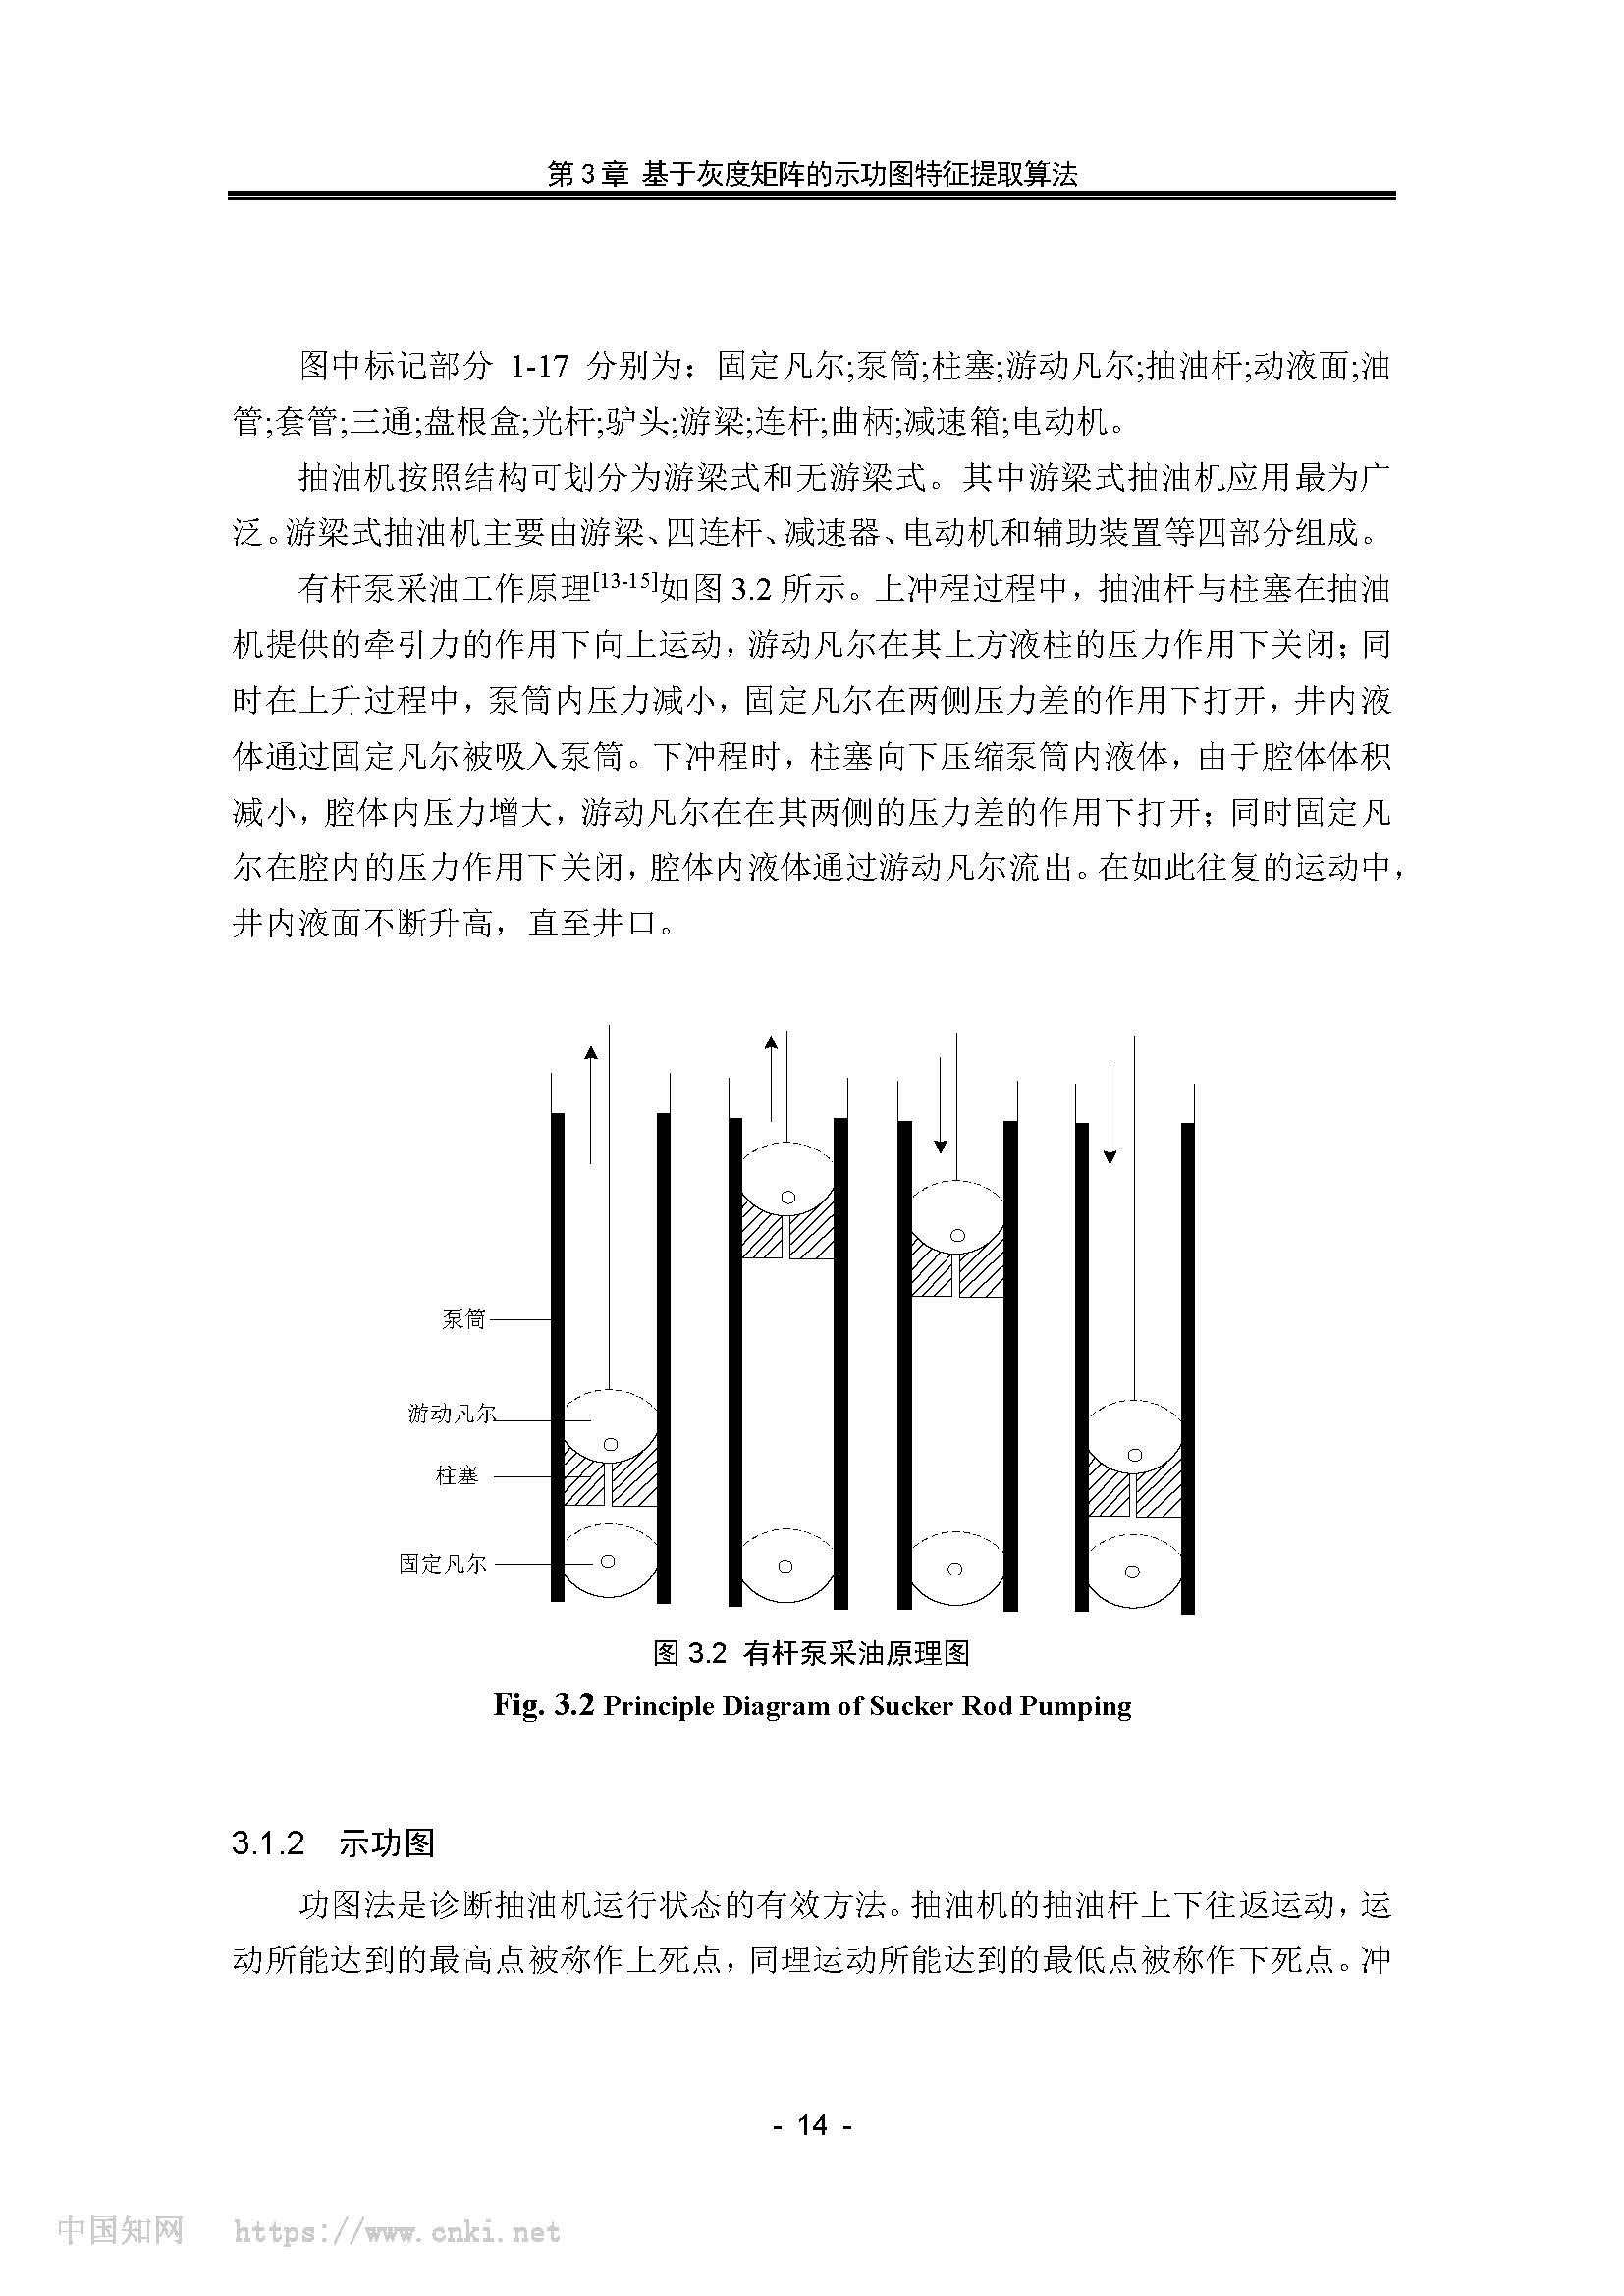 第 3 章 基于灰度矩阵的示功图特征提取算法
图中标记部分 1-17 分别为：固定凡尔;泵筒;柱塞;游动凡尔;抽油杆;动液面;油
管;套管;三通;盘根盒;光杆;驴头;游梁;连杆;曲柄;减速箱;电动机。
抽油机按照结构可划分为游梁式和无游梁式。其中游梁式抽油机应用最为广
泛。游梁式抽油机主要由游梁、四连杆、减速器、电动机和辅助装置等四部分组成。
有杆泵采油工作原理[13-15]如图 3.2 所示。上冲程过程中，抽油杆与柱塞在抽油
机提供的牵引力的作用下向上运动，游动凡尔在其上方液柱的压力作用下关闭；同
时在上升过程中，泵筒内压力减小，固定凡尔在两侧压力差的作用下打开，井内液
体通过固定凡尔被吸入泵筒。下冲程时，柱塞向下压缩泵筒内液体，由于腔体体积
减小，腔体内压力增大，游动凡尔在在其两侧的压力差的作用下打开；同时固定凡
尔在腔内的压力作用下关闭，腔体内液体通过游动凡尔流出。在如此往复的运动中，
井内液面不断升高，直至井口。
泵筒
游动凡尔
柱塞
固定凡尔
图 3.2 有杆泵采油原理图
Fig. 3.2 Principle Diagram of Sucker Rod Pumping
3.1.2 示功图
功图法是诊断抽油机运行状态的有效方法。抽油机的抽油杆上下往返运动，运
动所能达到的最高点被称作上死点，同理运动所能达到的最低点被称作下死点。冲
- 14 -
中国知网 https://www.cnki.net